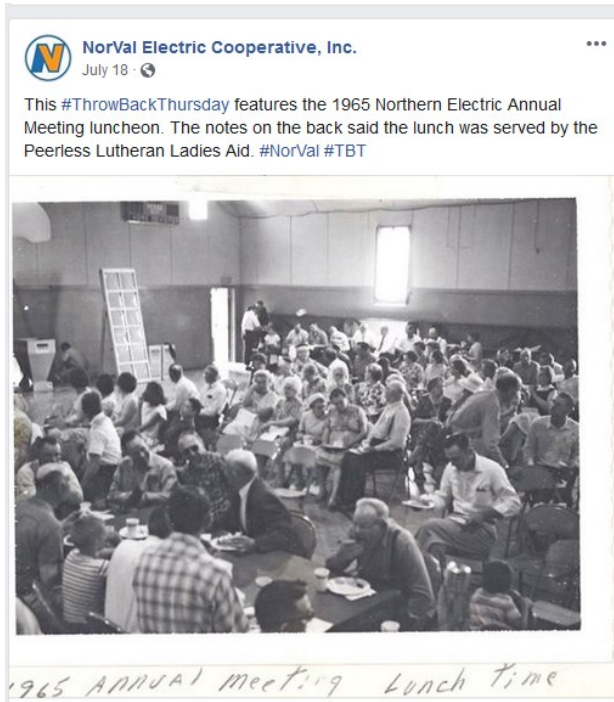 NorVal Electric Cooperative, Inc.
July 18 ·
This #ThrowBackThursday features the 1965 Northern Electric Annual
Meeting luncheon. The notes on the back said the lunch was served by the
Peerless Lutheran Ladies Aid. #NorVal #TBT
1965 ANNUAL meeting Lunch Time